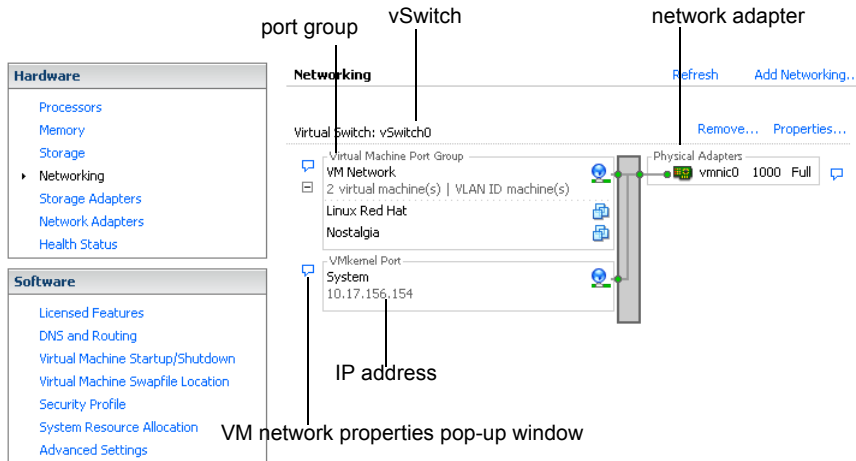 port group
vSwitch
network adapter
Hardware
Processors
Memory
Storage
Networking
Storage Adapters
Network Adapters
Health Status
Software
Licensed Features
DNS and Routing
Virtual Machine Startup/Shutdown
Virtual Machine Swapfile Location
Security Profile
System Resource Allocation
Advanced Settings
Networking
Refresh
Add Networking..
Virtual Switch: vSwitch0
Remove...
Properties...
Virtual Machine Port Group
VM Network
2 virtual machine(s) | VLAN ID machine(s)
Linux Red Hat
Nostalgia
Physical Adapters
vmnic0 1000 Full
VMkernel Port
System
10.17.156.154
IP address
VM network properties pop-up window